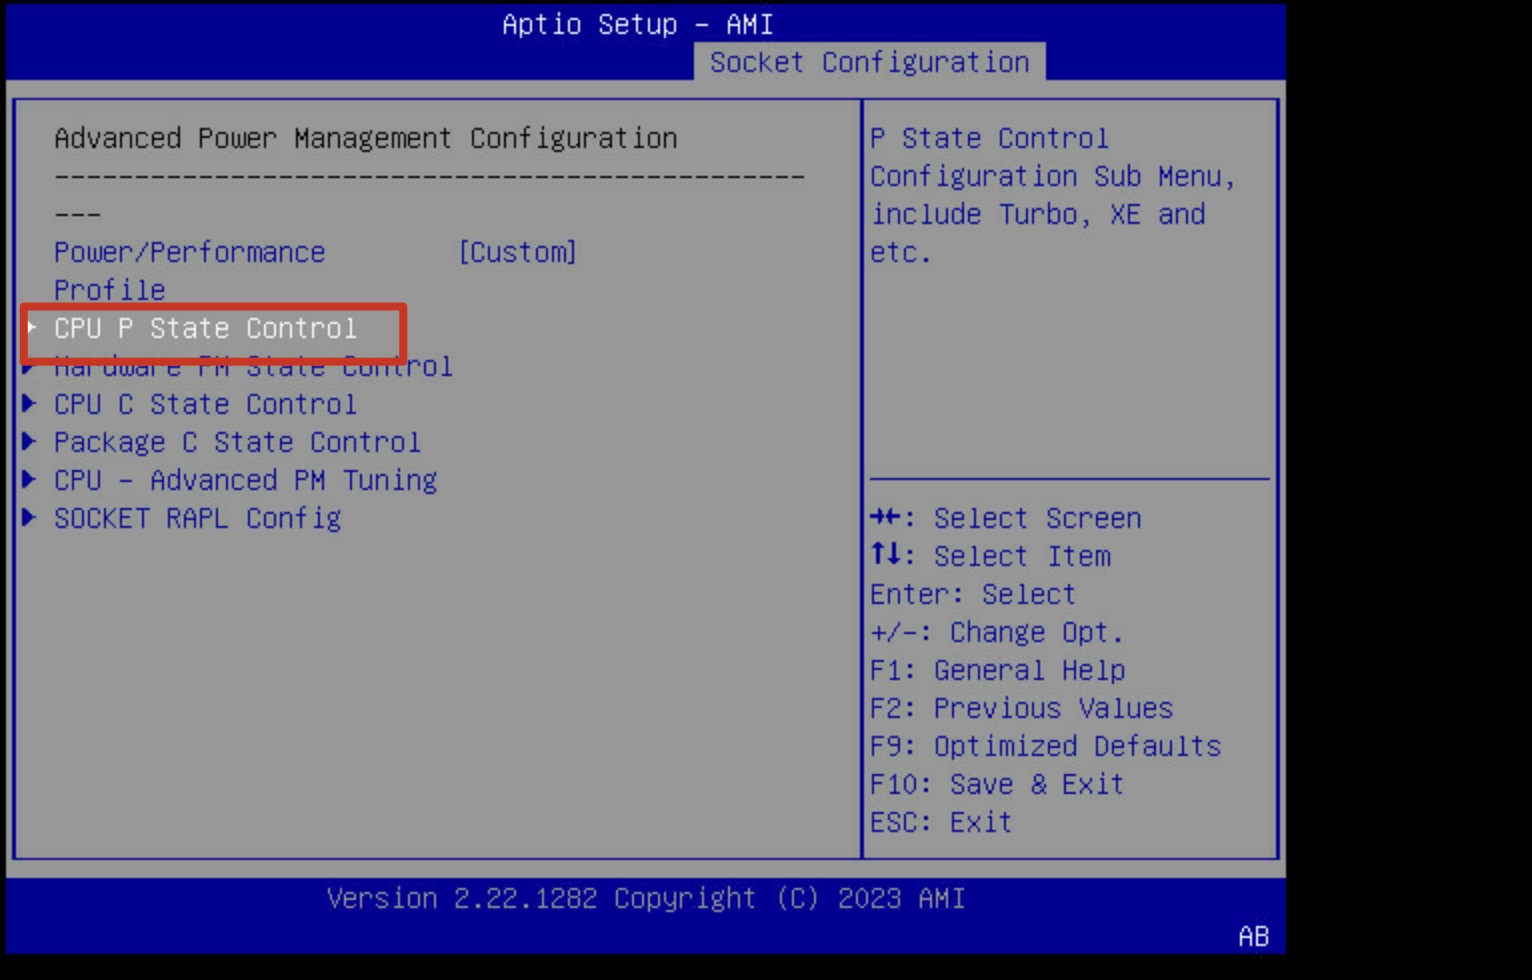 Aptio Setup – AMI
Socket Configuration
Advanced Power Management Configuration
-----------------------------------------------
---
Power/Performance [Custom]
Profile
CPU P State Control
Hardware PM State Control
CPU C State Control
Package C State Control
CPU – Advanced PM Tuning
SOCKET RAPL Config
P State Control
Configuration Sub Menu,
include Turbo, XE and
etc.
→←: Select Screen
↑↓: Select Item
Enter: Select
+/-: Change Opt.
F1: General Help
F2: Previous Values
F9: Optimized Defaults
F10: Save & Exit
ESC: Exit
Version 2.22.1282 Copyright (C) 2023 AMI
AB